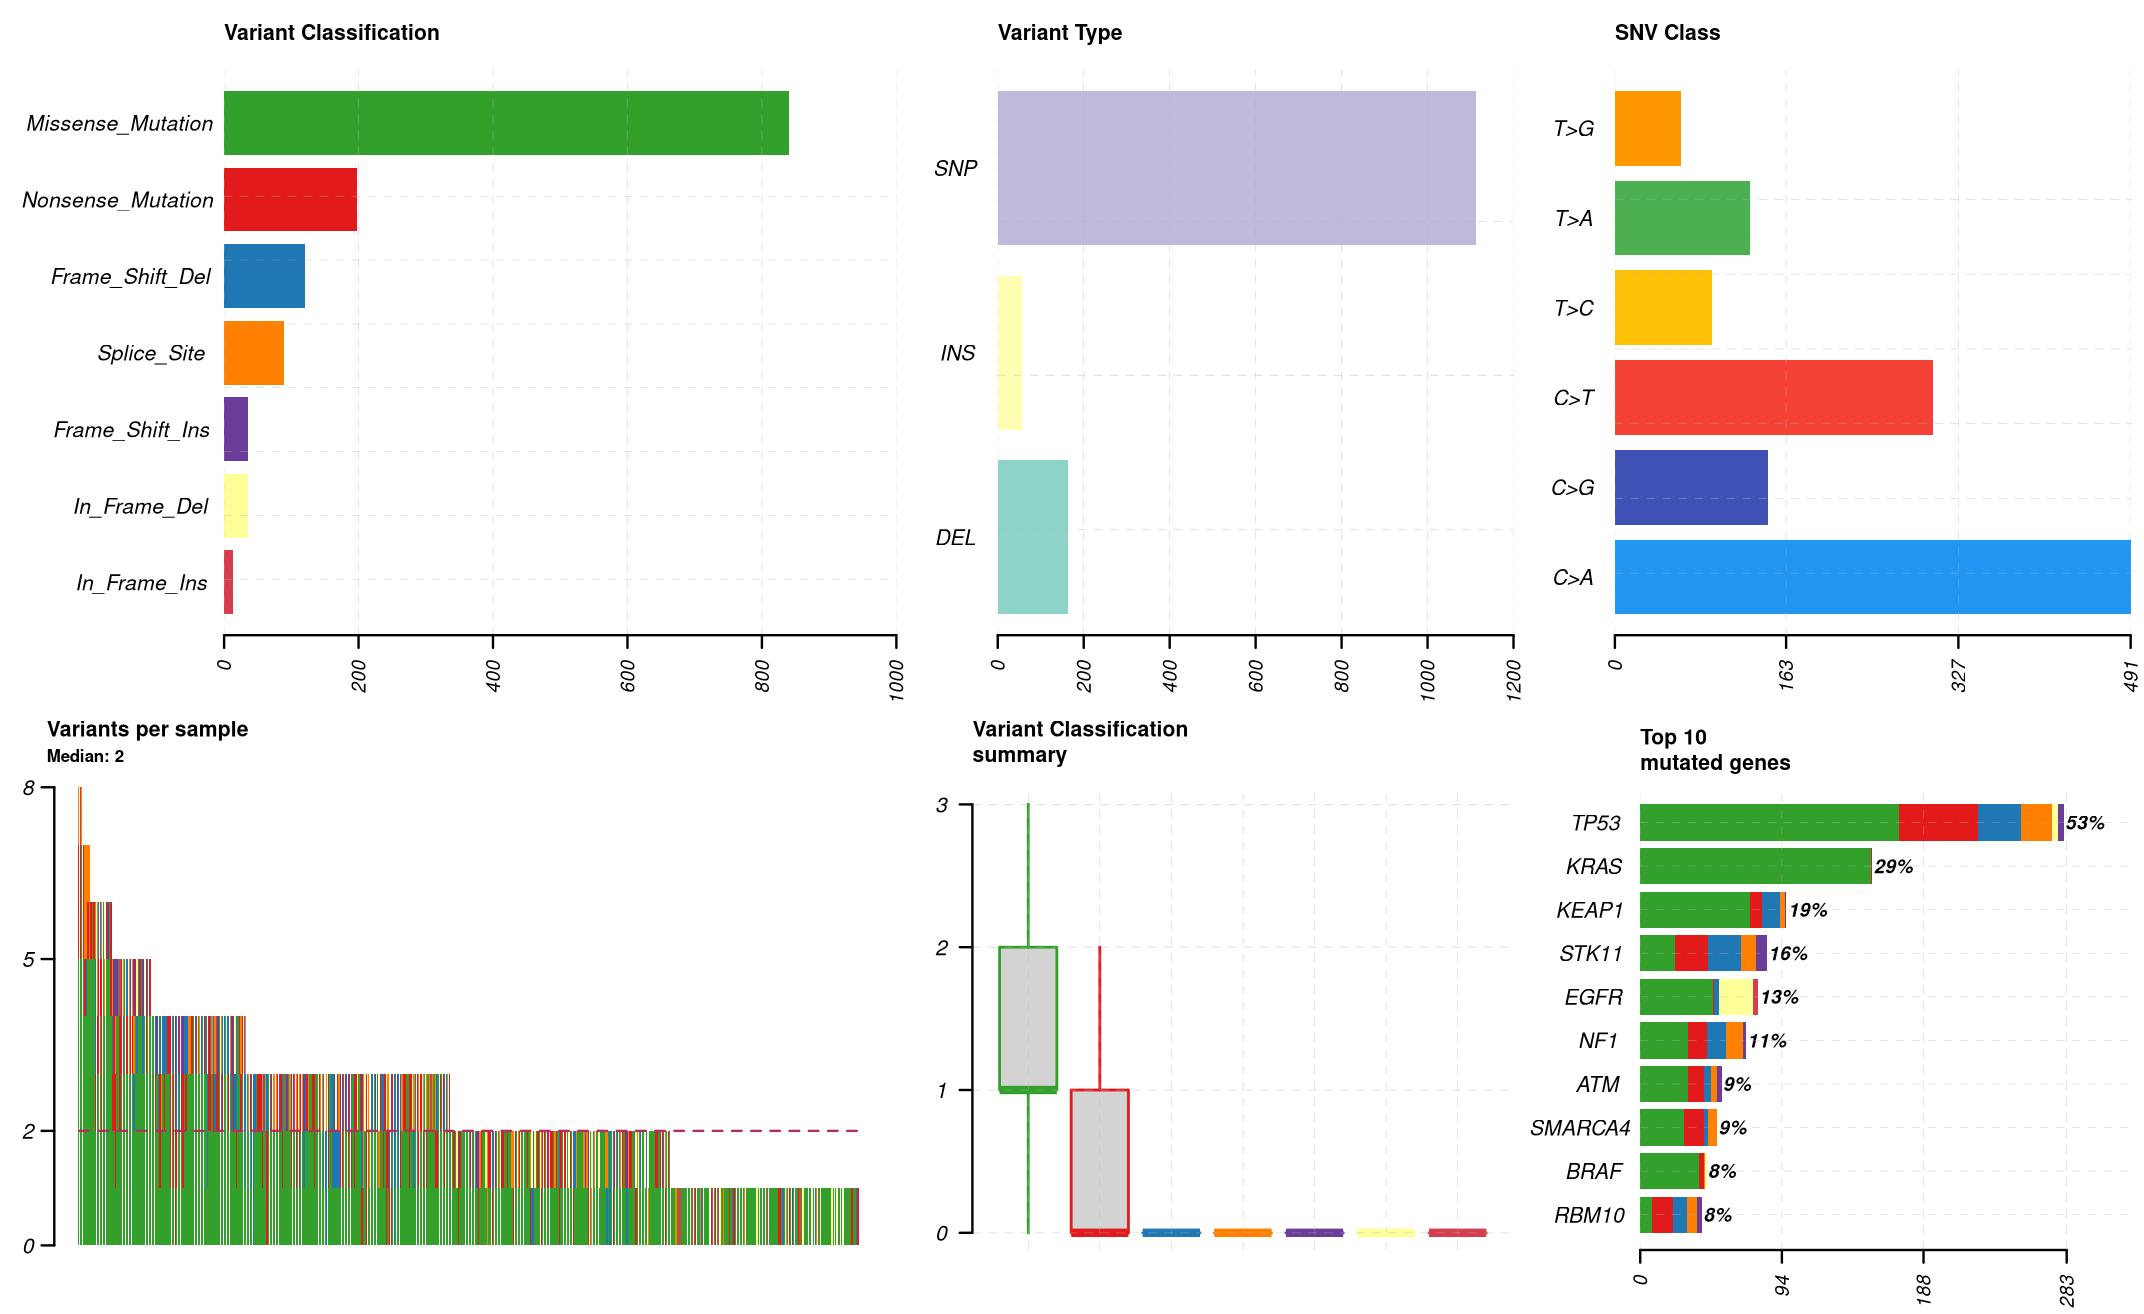 Variant Classification
Missense_Mutation
Nonsense_Mutation
Frame_Shift_Del
Splice_Site
Frame_Shift_Ins
In_Frame_Del
In_Frame_Ins
0 200 400 600 800 1000
Variant Type
SNP
INS
DEL
0 200 400 600 800 1000 1200
SNV Class
T>G
T>A
T>C
C>T
C>G
C>A
0 163 327 491
Variants per sample
Median: 2
8
5
2
0
Variant Classification
summary
3
2
1
0
Top 10
mutated genes
TP53 53%
KRAS 29%
KEAP1 19%
STK11 16%
EGFR 13%
NF1 11%
ATM 9%
SMARCA4 9%
BRAF 8%
RBM10 8%
0 94 188 283